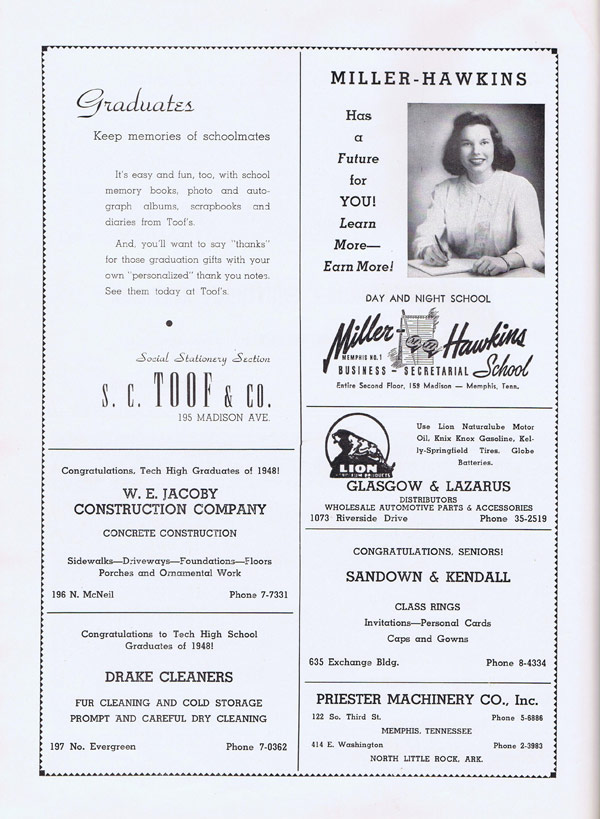 Graduates
Keep memories of schoolmates
It's easy and fun, too, with school
memory books, photo and auto-
graph albums, scrapbooks and
diaries from Toof's.
And, you'll want to say "thanks"
for those graduation gifts with your
own "personalized" thank you notes.
See them today at Toof's.
Social Stationery Section
S. C. TOOF & CO.
195 MADISON AVE.
Congratulations, Tech High Graduates of 1948!
W. E. JACOBY
CONSTRUCTION COMPANY
CONCRETE CONSTRUCTION
Sidewalks—Driveways—Foundations—Floors
Porches and Ornamental Work
196 N. McNeil Phone 7-7331
Congratulations to Tech High School
Graduates of 1948!
DRAKE CLEANERS
FUR CLEANING AND COLD STORAGE
PROMPT AND CAREFUL DRY CLEANING
197 No. Evergreen Phone 7-0362
MILLER-HAWKINS
Has
a
Future
for
YOU!
Learn
More—
Earn More!
DAY AND NIGHT SCHOOL
Miller-Hawkins
MEMPHIS NO. 1
BUSINESS - SECRETARIAL School
Entire Second Floor, 159 Madison — Memphis, Tenn.
LION
Use Lion Naturalube Motor
Oil, Knix Knox Gasoline, Kel-
ly-Springfield Tires, Globe
Batteries.
GLASGOW & LAZARUS
DISTRIBUTORS
WHOLESALE AUTOMOTIVE PARTS & ACCESSORIES
1073 Riverside Drive Phone 35-2519
CONGRATULATIONS, SENIORS!
SANDOWN & KENDALL
CLASS RINGS
Invitations—Personal Cards
Caps and Gowns
635 Exchange Bldg. Phone 8-4334
PRIESTER MACHINERY CO., Inc.
122 So. Third St. Phone 5-6886
MEMPHIS, TENNESSEE
414 E. Washington Phone 2-3983
NORTH LITTLE ROCK, ARK.